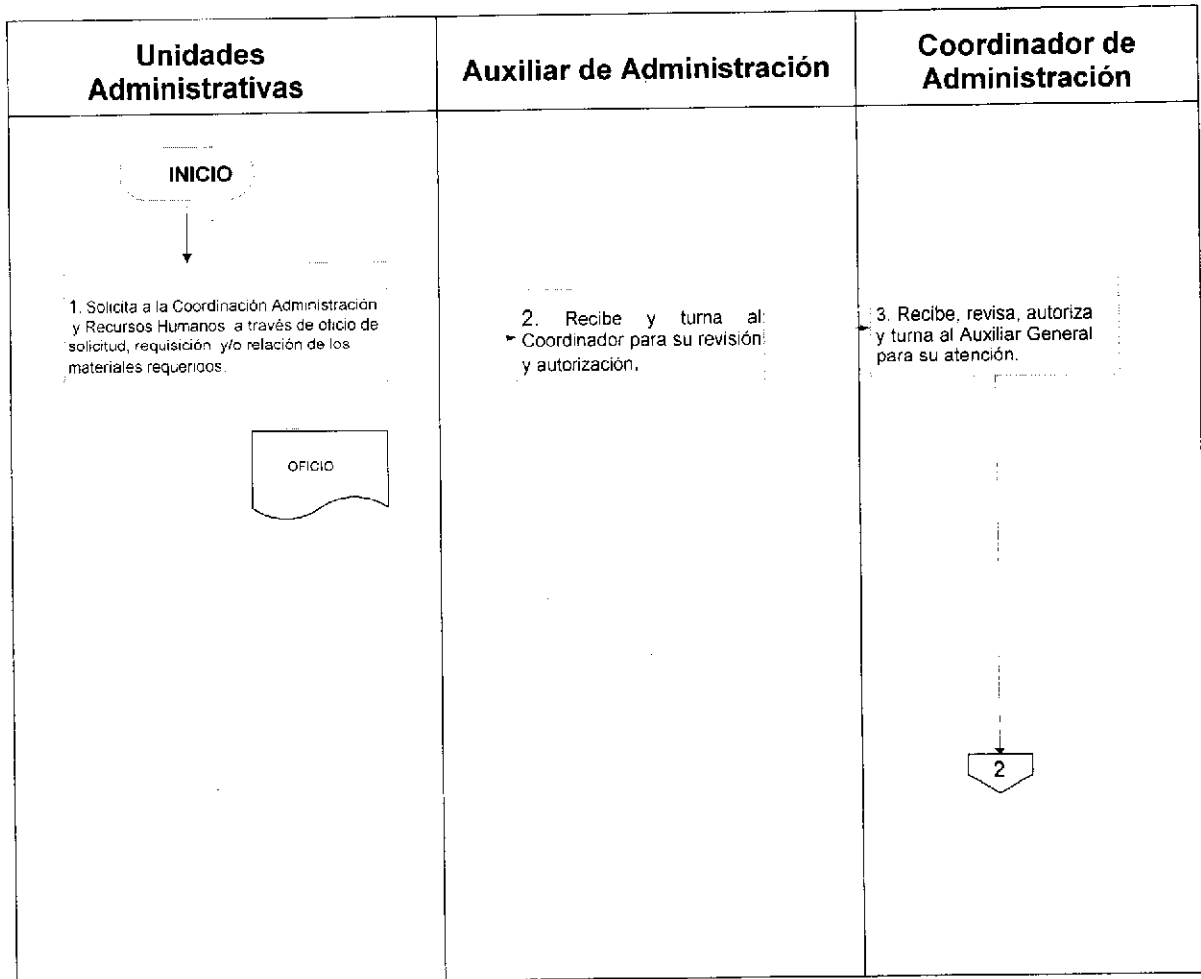 Unidades
Administrativas
Auxiliar de Administración
Coordinador de
Administración
INICIO
1. Solicita a la Coordinación Administración
y Recursos Humanos a través de oficio de
solicitud, requisición y/o relación de los
materiales requeridos.
2. Recibe y turna al
Coordinador para su revisión
y autorización.
3. Recibe, revisa, autoriza
y turna al Auxiliar General
para su atención.
OFICIO
2